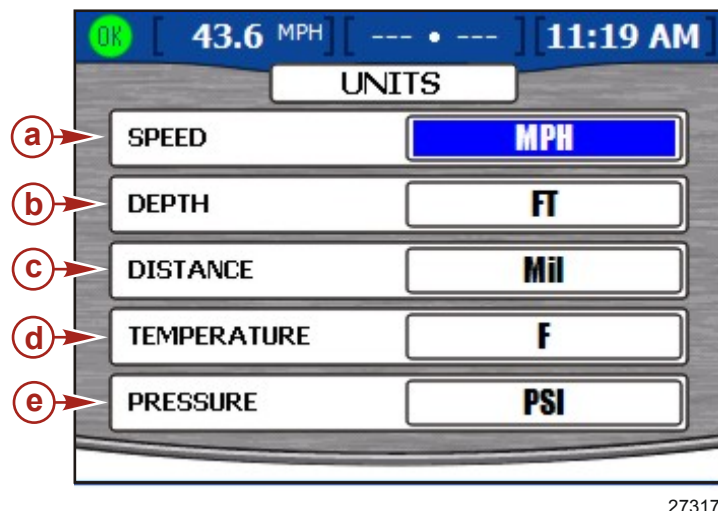 OK [ 43.6 MPH ] [ --- • --- ] [ 11:19 AM ]
UNITS
a SPEED MPH
b DEPTH FT
c DISTANCE Mil
d TEMPERATURE F
e PRESSURE PSI
27317